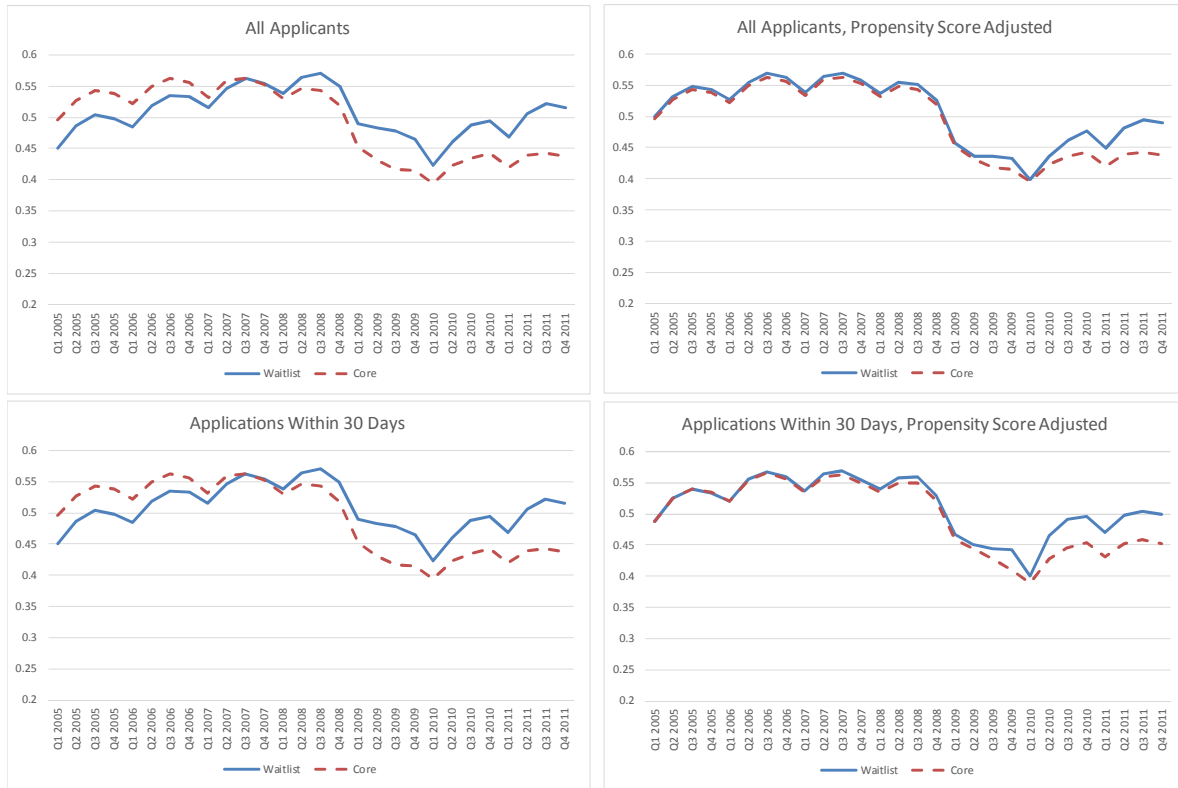 All Applicants
0.6
0.55
0.5
0.45
0.4
0.35
0.3
0.25
0.2
Q1 2005
Q2 2005
Q3 2005
Q4 2005
Q1 2006
Q2 2006
Q3 2006
Q4 2006
Q1 2007
Q2 2007
Q3 2007
Q4 2007
Q1 2008
Q2 2008
Q3 2008
Q4 2008
Q1 2009
Q2 2009
Q3 2009
Q4 2009
Q1 2010
Q2 2010
Q3 2010
Q4 2010
Q1 2011
Q2 2011
Q3 2011
Q4 2011
Waitlist Core
All Applicants, Propensity Score Adjusted
0.6
0.55
0.5
0.45
0.4
0.35
0.3
0.25
0.2
Q1 2005
Q2 2005
Q3 2005
Q4 2005
Q1 2006
Q2 2006
Q3 2006
Q4 2006
Q1 2007
Q2 2007
Q3 2007
Q4 2007
Q1 2008
Q2 2008
Q3 2008
Q4 2008
Q1 2009
Q2 2009
Q3 2009
Q4 2009
Q1 2010
Q2 2010
Q3 2010
Q4 2010
Q1 2011
Q2 2011
Q3 2011
Q4 2011
Waitlist Core
Applications Within 30 Days
0.6
0.55
0.5
0.45
0.4
0.35
0.3
0.25
0.2
Q1 2005
Q2 2005
Q3 2005
Q4 2005
Q1 2006
Q2 2006
Q3 2006
Q4 2006
Q1 2007
Q2 2007
Q3 2007
Q4 2007
Q1 2008
Q2 2008
Q3 2008
Q4 2008
Q1 2009
Q2 2009
Q3 2009
Q4 2009
Q1 2010
Q2 2010
Q3 2010
Q4 2010
Q1 2011
Q2 2011
Q3 2011
Q4 2011
Waitlist Core
Applications Within 30 Days, Propensity Score Adjusted
0.6
0.55
0.5
0.45
0.4
0.35
0.3
0.25
0.2
Q1 2005
Q2 2005
Q3 2005
Q4 2005
Q1 2006
Q2 2006
Q3 2006
Q4 2006
Q1 2007
Q2 2007
Q3 2007
Q4 2007
Q1 2008
Q2 2008
Q3 2008
Q4 2008
Q1 2009
Q2 2009
Q3 2009
Q4 2009
Q1 2010
Q2 2010
Q3 2010
Q4 2010
Q1 2011
Q2 2011
Q3 2011
Q4 2011
Waitlist Core